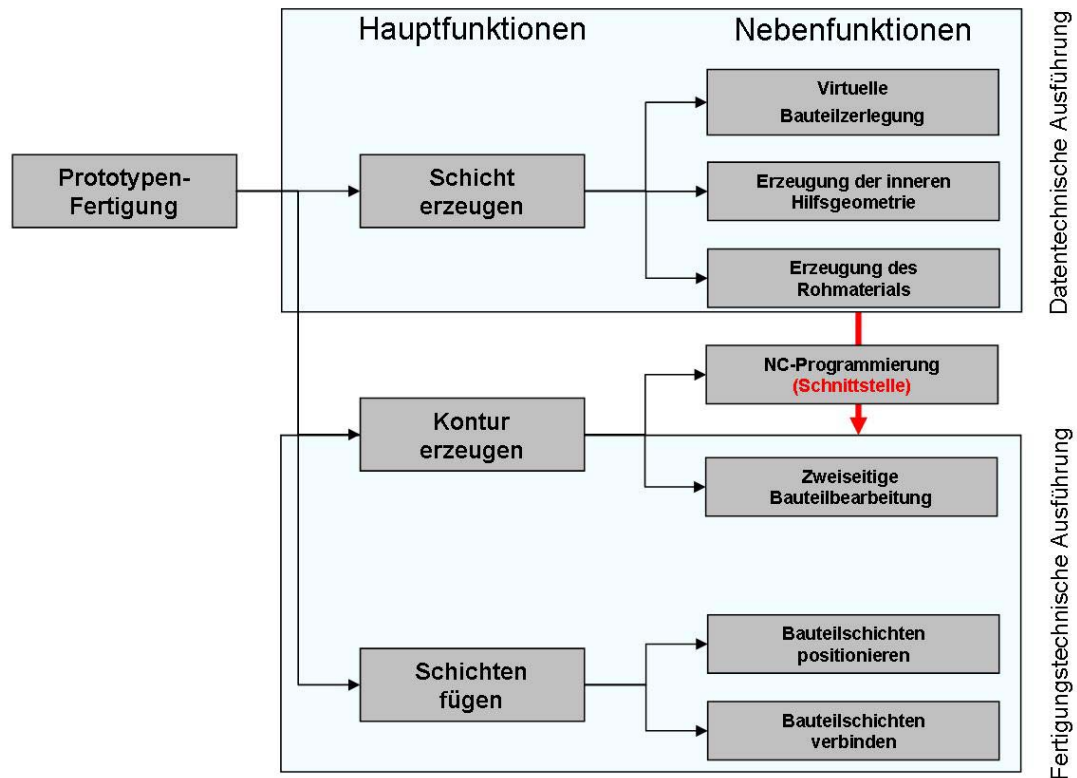 Hauptfunktionen
Nebenfunktionen
Datentechnische Ausführung
Virtuelle
Bauteilzerlegung
Prototypen-
Fertigung
Schicht
erzeugen
Erzeugung der inneren
Hilfsgeometrie
Erzeugung des
Rohmaterials
NC-Programmierung
(Schnittstelle)
Kontur
erzeugen
Zweiseitige
Bauteilbearbeitung
Fertigungstechnische Ausführung
Schichten
fügen
Bauteilschichten
positionieren
Bauteilschichten
verbinden